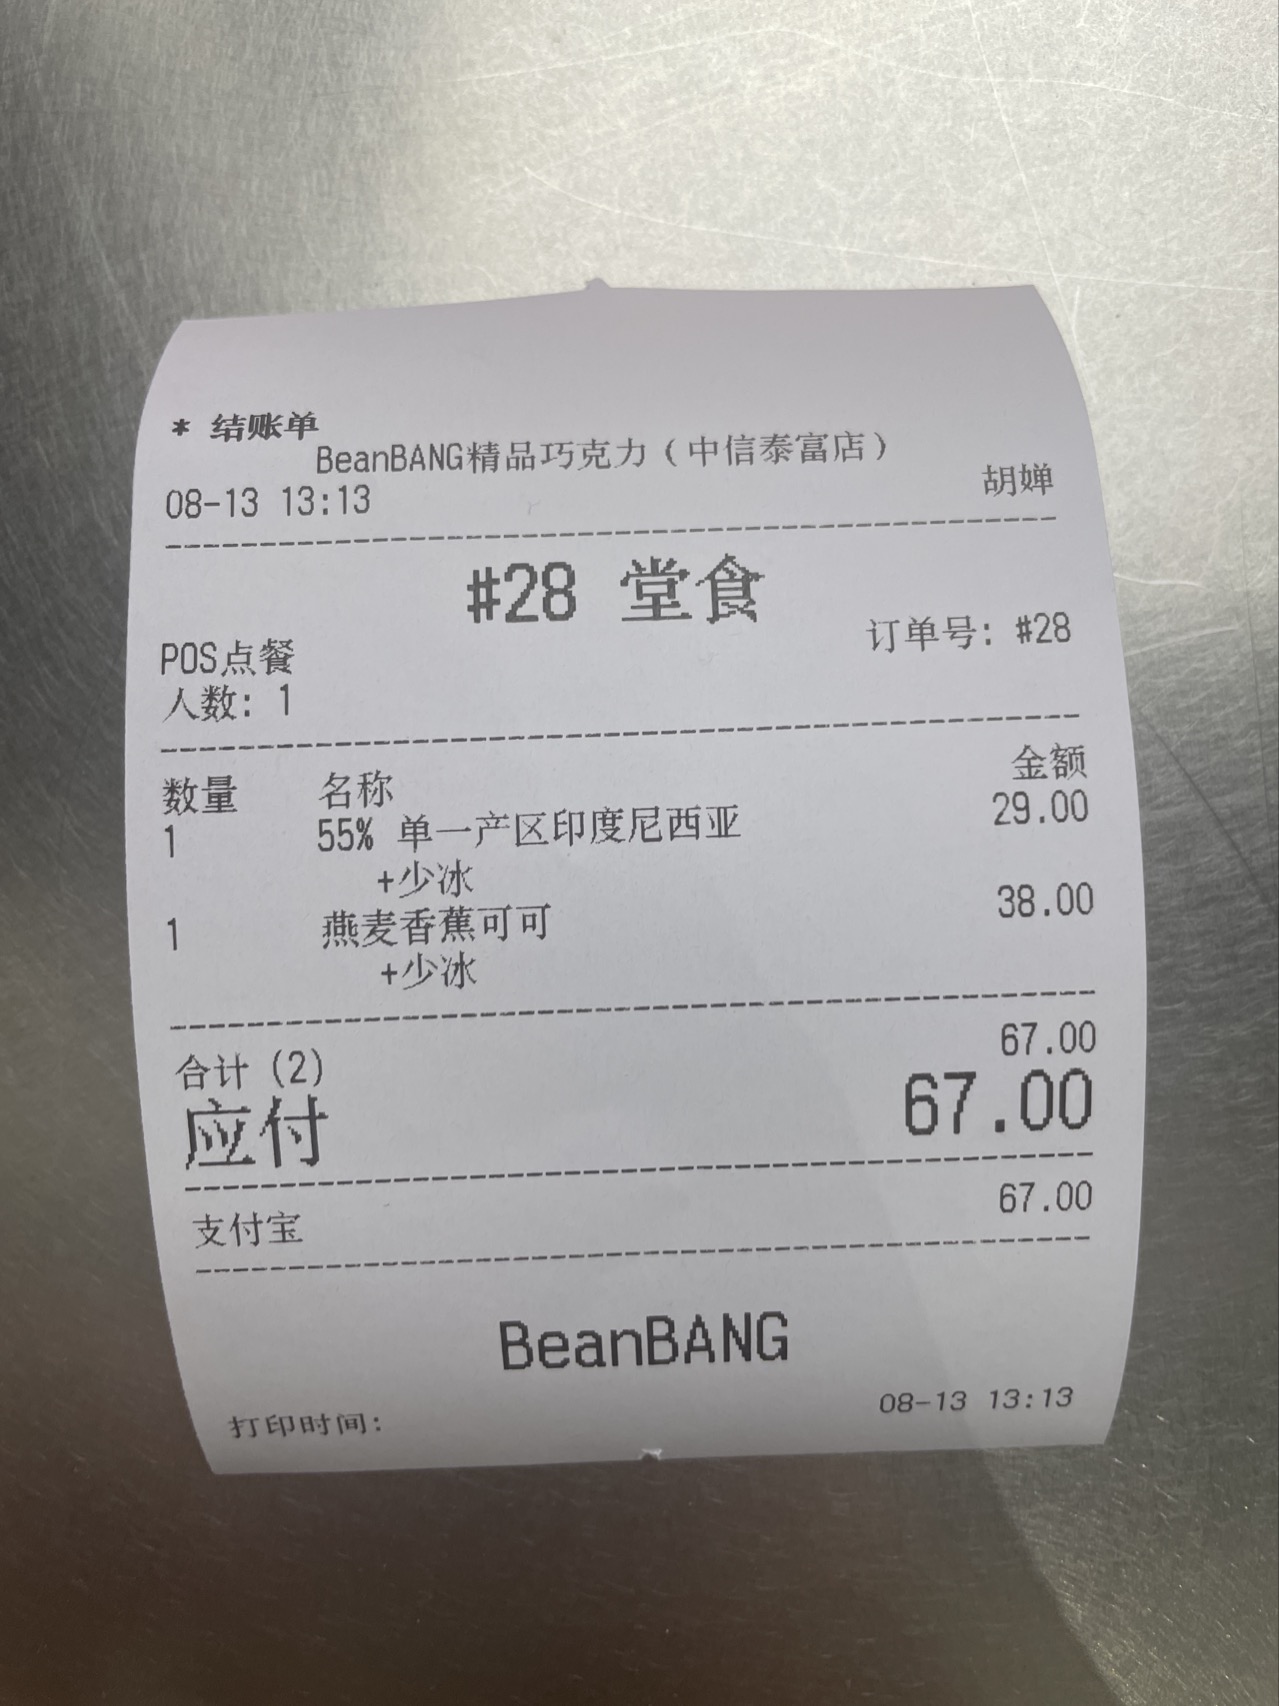 * 结账单
BeanBANG精品巧克力（中信泰富店）
08-13 13:13 胡婵
#28 堂食
POS点餐 订单号: #28
人数: 1
数量 名称 金额
1 55% 单一产区印度尼西亚 29.00
+少冰
1 燕麦香蕉可可 38.00
+少冰
合计 (2) 67.00
应付 67.00
支付宝 67.00
BeanBANG
打印时间: 08-13 13:13